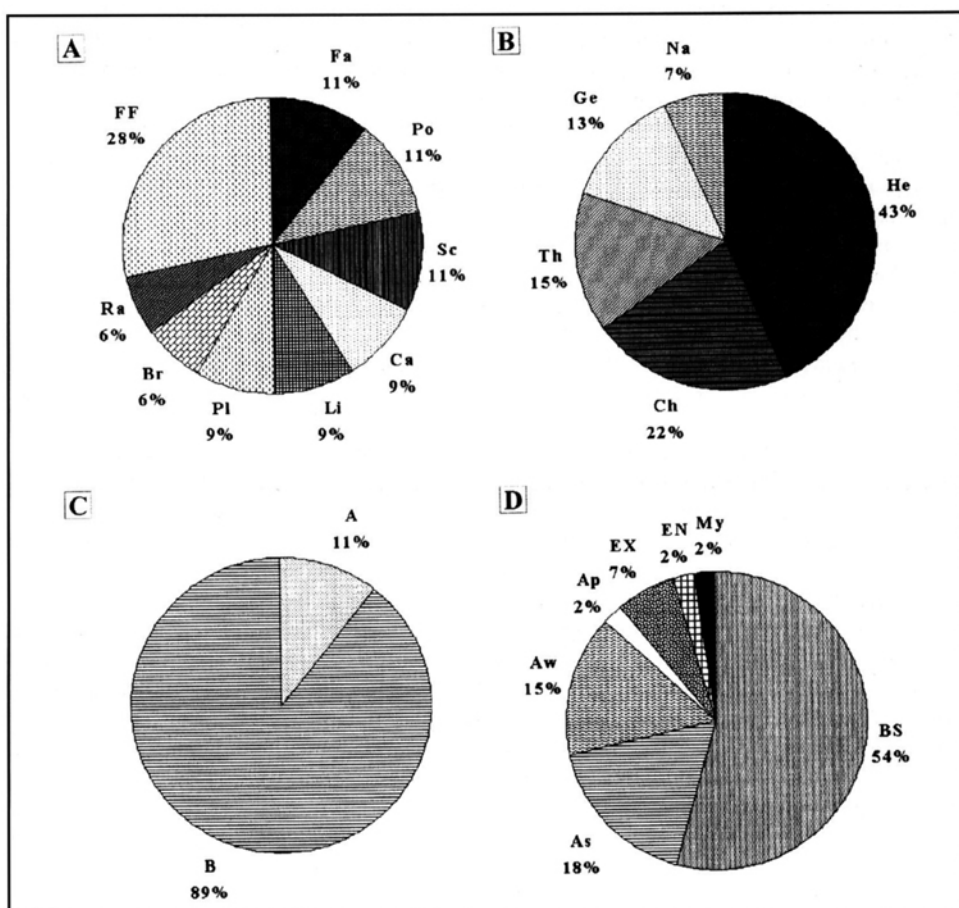 A
Fa
11%
Po
11%
Sc
11%
Ca
9%
Li
9%
Pl
9%
Br
6%
Ra
6%
FF
28%
B
Na
7%
He
43%
Ch
22%
Th
15%
Ge
13%
C
A
11%
B
89%
D
My
2%
BS
54%
As
18%
Aw
15%
Ap
2%
EX
7%
EN
2%